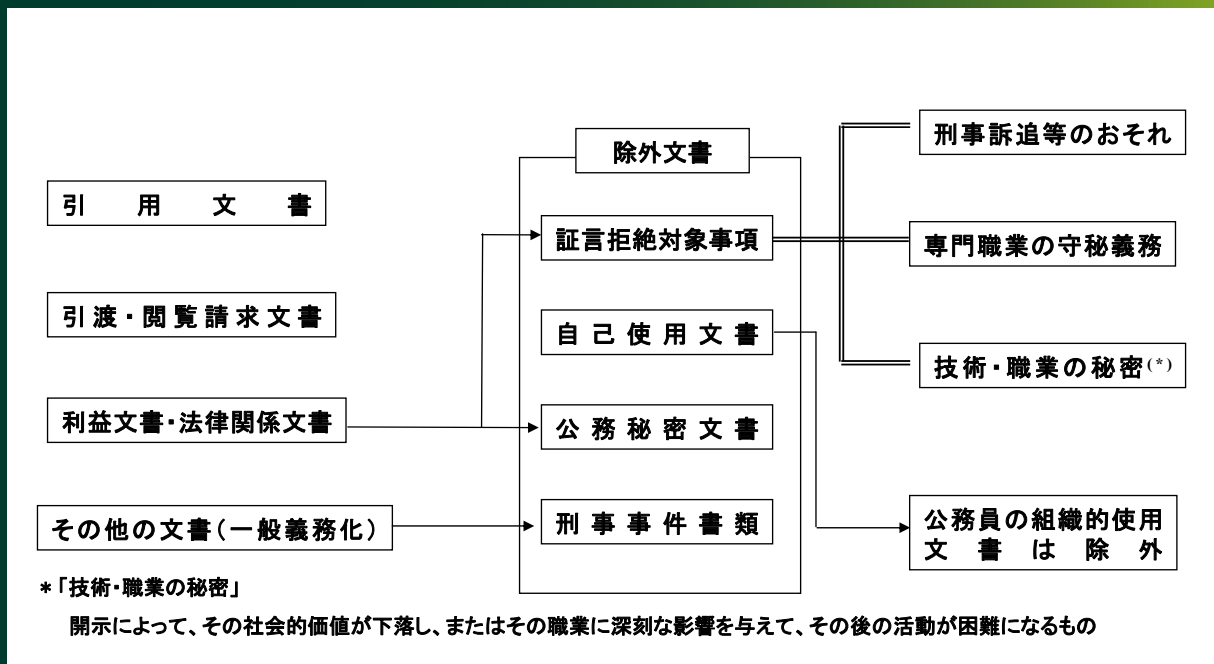 引用文書
引渡・閲覧請求文書
利益文書・法律関係文書
その他の文書(一般義務化)
除外文書
証言拒絶対象事項
自己使用文書
公務秘密文書
刑事事件書類
刑事訴追等のおそれ
専門職業の守秘義務
技術・職業の秘密(*)
公務員の組織的使用
文書は除外
*「技術・職業の秘密」
開示によって、その社会的価値が下落し、またはその職業に深刻な影響を与えて、その後の活動が困難になるもの